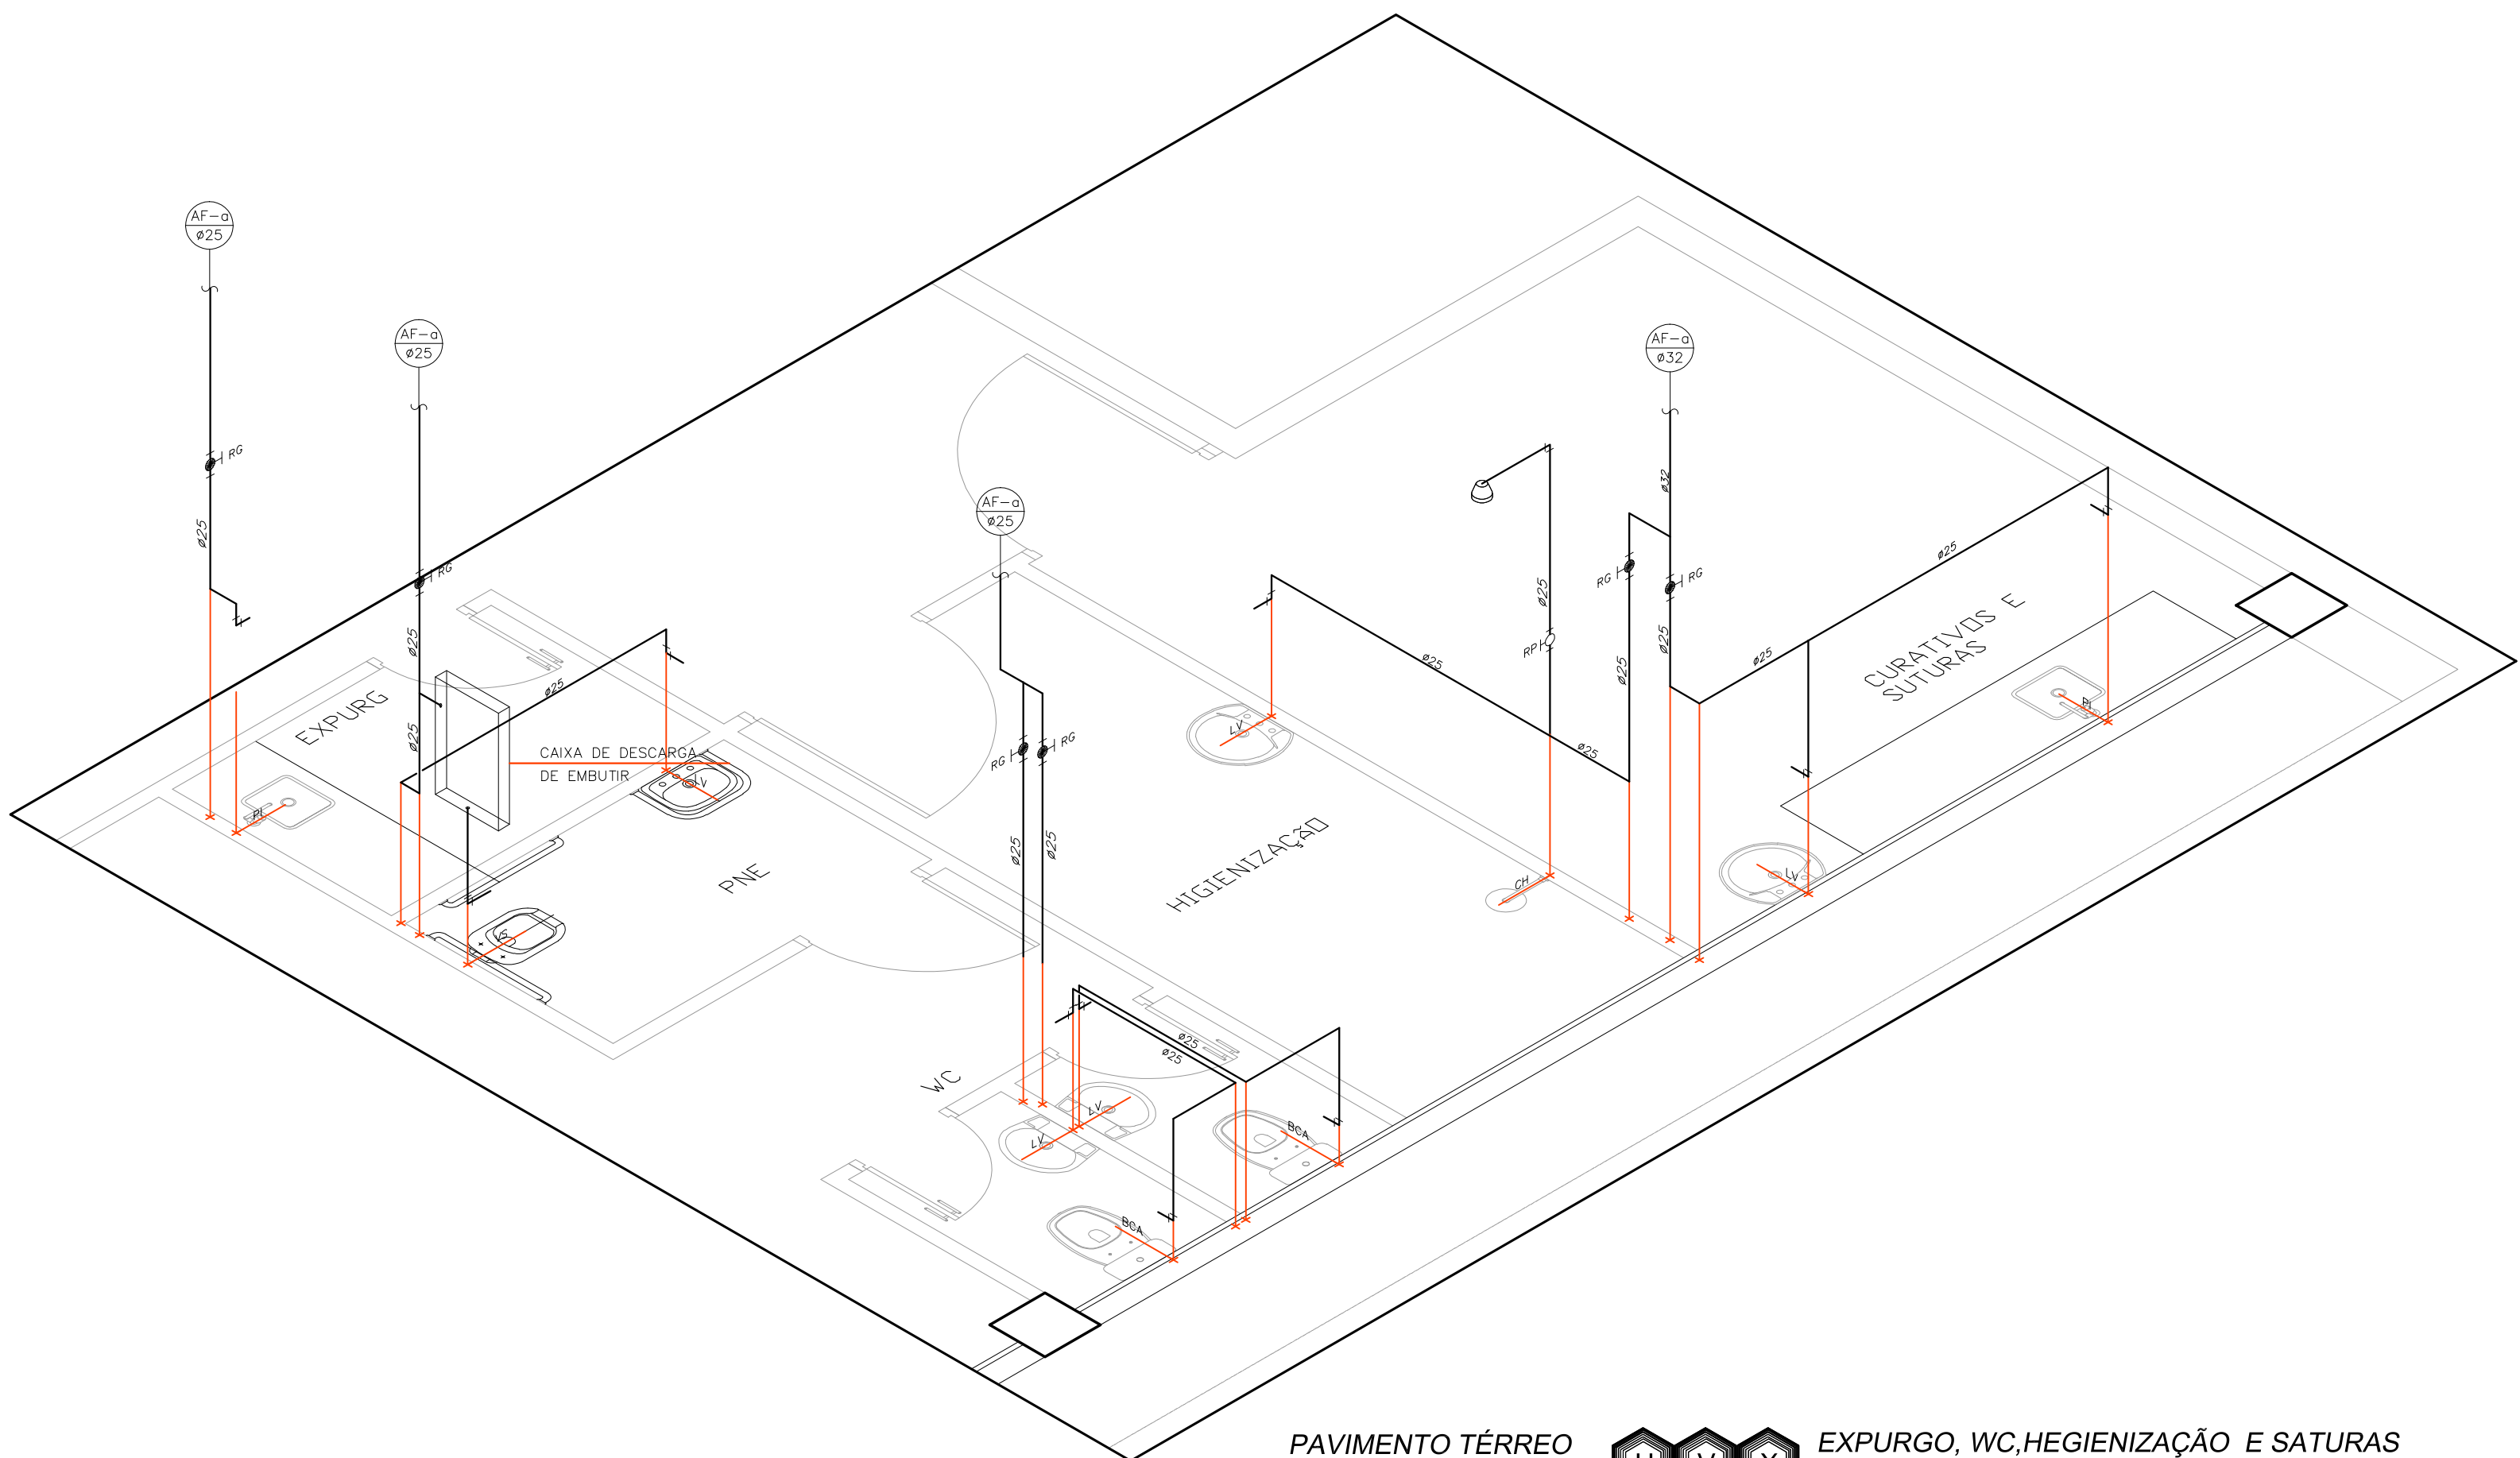 AF-a
ø25
AF-a
ø25
AF-a
ø32
RG
ø32
AF-a
ø25
ø25
ø25
RG
RG
RG
ø25
ø25
CURATIVOS E
SUTURAS
ø25
RP
ø25
ø25
ø25
ø25
ø25
ø25
EXPURG
ø25
ø25
PI
LV
ø25
RG
RG
CAIXA DE DESCARGA
DE EMBUTIR
LV
PI
ø25
ø25
HIGIENIZAÇÃO
PNE
CH
LV
VS
ø25
ø25
WC
LV
LV
BCA
BCA
PAVIMENTO TÉRREO
EXPURGO, WC,HEGIENIZAÇÃO E SATURAS